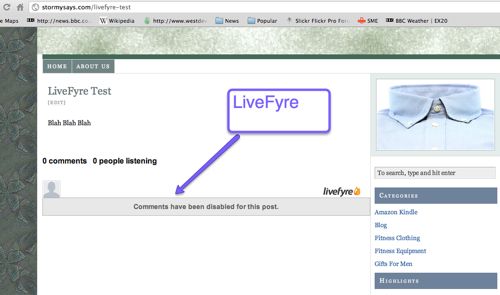 stormysays.com/livefyre-test
e Maps http://news.bbc.co... Wikipedia http://www.westdev... News Popular Slickr Flickr Pro For... SME BBC Weather | EX20
HOME ABOUT US
LiveFyre Test
[EDIT]
LiveFyre
Blah Blah Blah
0 comments 0 people listening
To search, type and hit enter
livefyre
Comments have been disabled for this post.
CATEGORIES
Amazon Kindle
Blog
Fitness Clothing
Fitness Equipment
Gifts For Men
HIGHLIGHTS